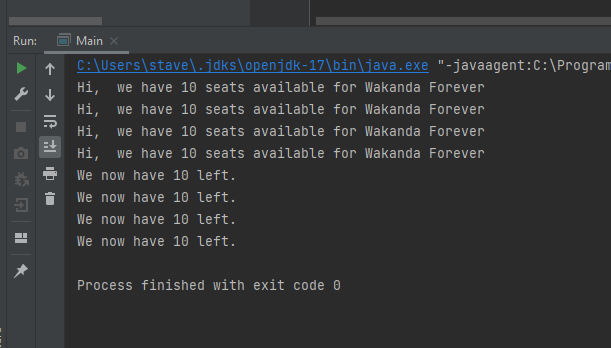 Run: Main
C:\Users\stave\.jdks\openjdk-17\bin\java.exe "-javaagent:C:\Program
Hi,  we have 10 seats available for Wakanda Forever
Hi,  we have 10 seats available for Wakanda Forever
Hi,  we have 10 seats available for Wakanda Forever
Hi,  we have 10 seats available for Wakanda Forever
We now have 10 left.
We now have 10 left.
We now have 10 left.
We now have 10 left.
Process finished with exit code 0